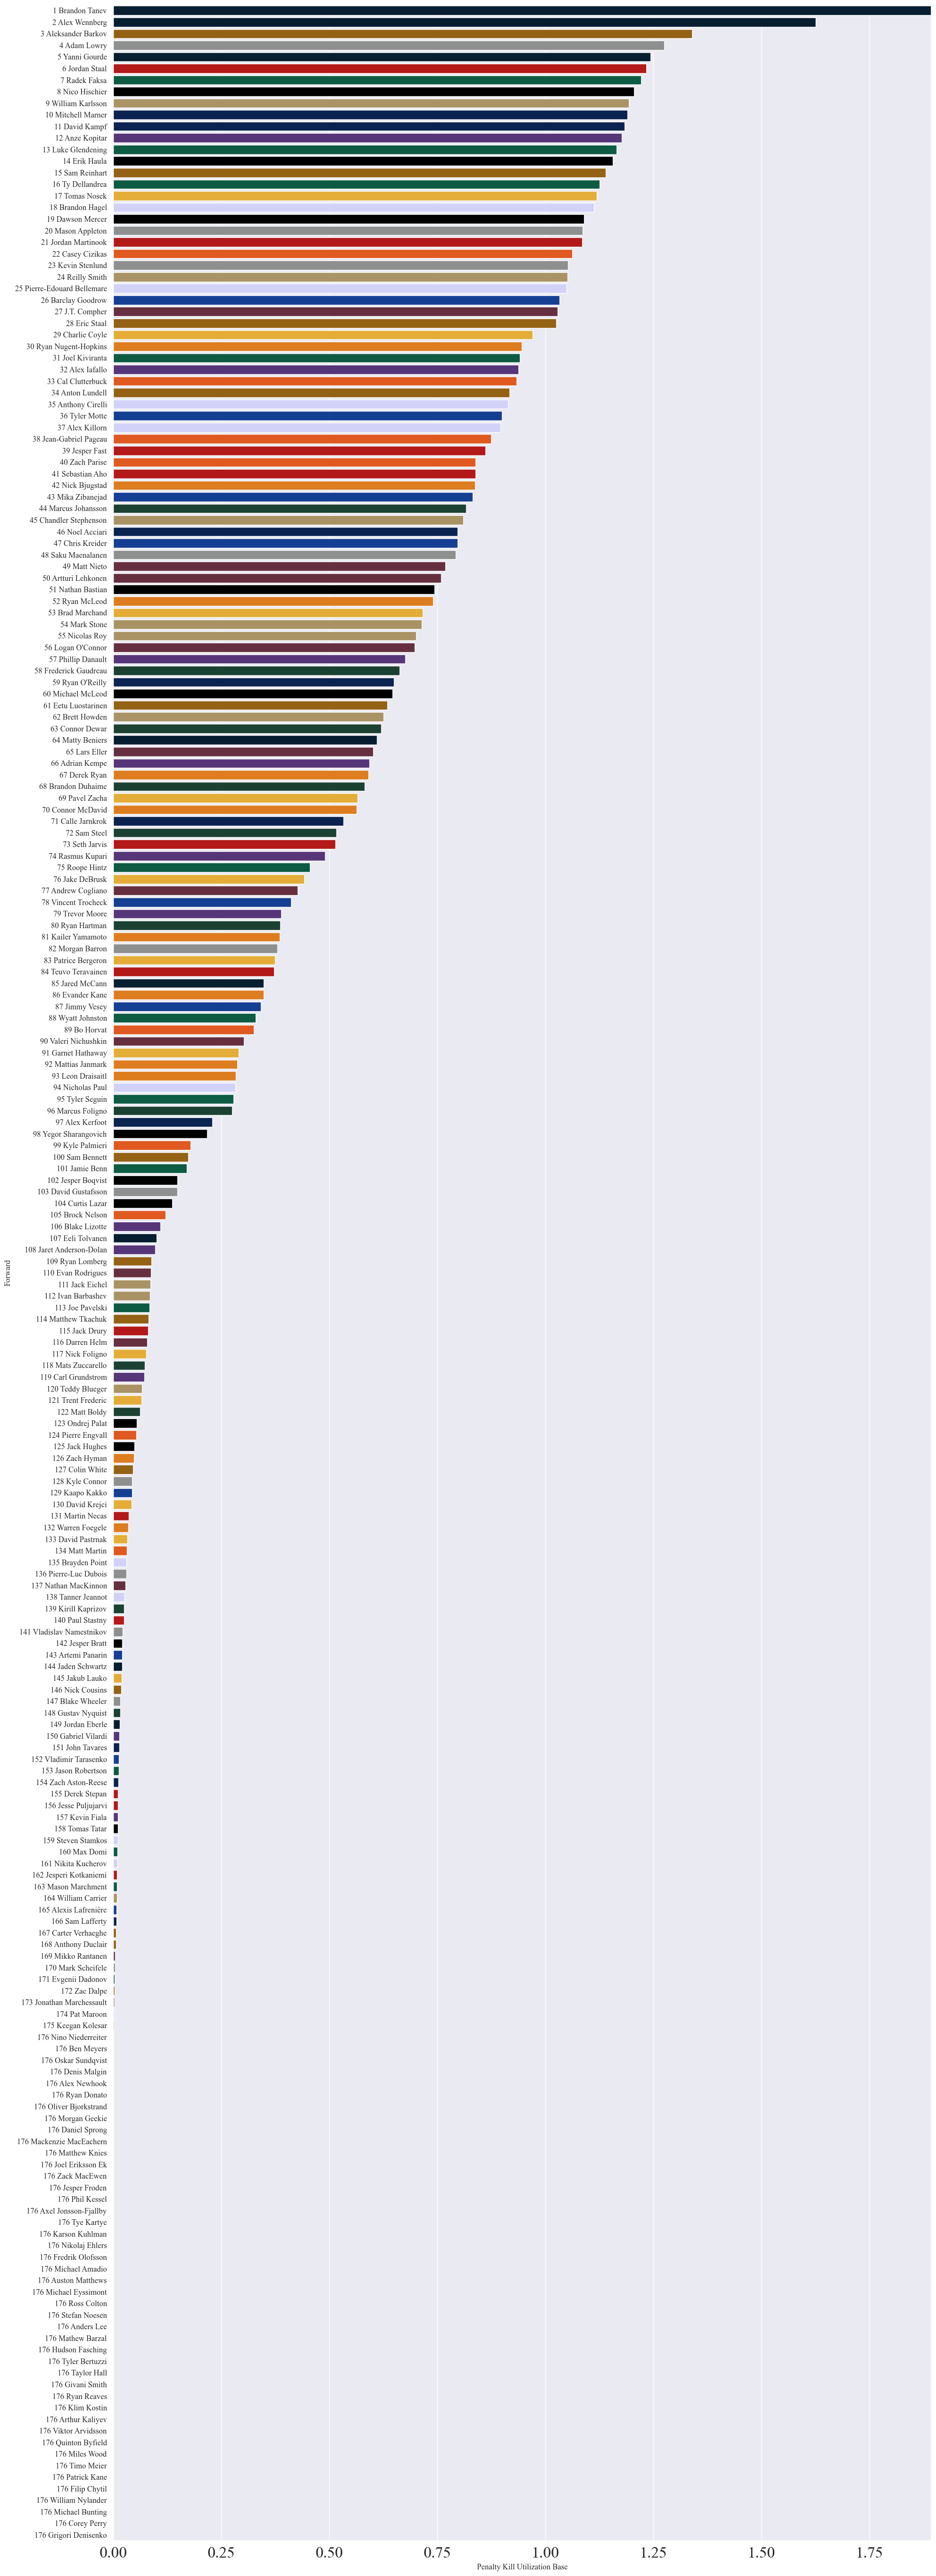 1 Brandon Tanev
2 Alex Wennberg
3 Aleksander Barkov
4 Adam Lowry
5 Yanni Gourde
6 Jordan Staal
7 Radek Faksa
8 Nico Hischier
9 William Karlsson
10 Mitchell Marner
11 David Kampf
12 Anze Kopitar
13 Luke Glendening
14 Erik Haula
15 Sam Reinhart
16 Ty Dellandrea
17 Tomas Nosek
18 Brandon Hagel
19 Dawson Mercer
20 Mason Appleton
21 Jordan Martinook
22 Casey Cizikas
23 Kevin Stenlund
24 Reilly Smith
25 Pierre-Edouard Bellemare
26 Barclay Goodrow
27 J.T. Compher
28 Eric Staal
29 Charlie Coyle
30 Ryan Nugent-Hopkins
31 Joel Kiviranta
32 Alex Iafallo
33 Cal Clutterbuck
34 Anton Lundell
35 Anthony Cirelli
36 Tyler Motte
37 Alex Killorn
38 Jean-Gabriel Pageau
39 Jesper Fast
40 Zach Parise
41 Sebastian Aho
42 Nick Bjugstad
43 Mika Zibanejad
44 Marcus Johansson
45 Chandler Stephenson
46 Noel Acciari
47 Chris Kreider
48 Saku Maenalanen
49 Matt Nieto
50 Artturi Lehkonen
51 Nathan Bastian
52 Ryan McLeod
53 Brad Marchand
54 Mark Stone
55 Nicolas Roy
56 Logan O'Connor
57 Phillip Danault
58 Frederick Gaudreau
59 Ryan O'Reilly
60 Michael McLeod
61 Eetu Luostarinen
62 Brett Howden
63 Connor Dewar
64 Matty Beniers
65 Lars Eller
66 Adrian Kempe
67 Derek Ryan
68 Brandon Duhaime
69 Pavel Zacha
70 Connor McDavid
71 Calle Jarnkrok
72 Sam Steel
73 Seth Jarvis
74 Rasmus Kupari
75 Roope Hintz
76 Jake DeBrusk
77 Andrew Cogliano
78 Vincent Trocheck
79 Trevor Moore
80 Ryan Hartman
81 Kailer Yamamoto
82 Morgan Barron
83 Patrice Bergeron
84 Teuvo Teravainen
85 Jared McCann
86 Evander Kane
87 Jimmy Vesey
88 Wyatt Johnston
89 Bo Horvat
90 Valeri Nichushkin
91 Garnet Hathaway
92 Mattias Janmark
93 Leon Draisaitl
94 Nicholas Paul
95 Tyler Seguin
96 Marcus Foligno
97 Alex Kerfoot
98 Yegor Sharangovich
99 Kyle Palmieri
100 Sam Bennett
101 Jamie Benn
102 Jesper Boqvist
103 David Gustafsson
104 Curtis Lazar
105 Brock Nelson
106 Blake Lizotte
107 Eeli Tolvanen
108 Jaret Anderson-Dolan
109 Ryan Lomberg
110 Evan Rodrigues
111 Jack Eichel
112 Ivan Barbashev
113 Joe Pavelski
114 Matthew Tkachuk
115 Jack Drury
116 Darren Helm
117 Nick Foligno
118 Mats Zuccarello
119 Carl Grundstrom
120 Teddy Blueger
121 Trent Frederic
122 Matt Boldy
123 Ondrej Palat
124 Pierre Engvall
125 Jack Hughes
126 Zach Hyman
127 Colin White
128 Kyle Connor
129 Kaapo Kakko
130 David Krejci
131 Martin Necas
132 Warren Foegele
133 David Pastrnak
134 Matt Martin
135 Brayden Point
136 Pierre-Luc Dubois
137 Nathan MacKinnon
138 Tanner Jeannot
139 Kirill Kaprizov
140 Paul Stastny
141 Vladislav Namestnikov
142 Jesper Bratt
143 Artemi Panarin
144 Jaden Schwartz
145 Jakub Lauko
146 Nick Cousins
147 Blake Wheeler
148 Gustav Nyquist
149 Jordan Eberle
150 Gabriel Vilardi
151 John Tavares
152 Vladimir Tarasenko
153 Jason Robertson
154 Zach Aston-Reese
155 Derek Stepan
156 Jesse Puljujarvi
157 Kevin Fiala
158 Tomas Tatar
159 Steven Stamkos
160 Max Domi
161 Nikita Kucherov
162 Jesperi Kotkaniemi
163 Mason Marchment
164 William Carrier
165 Alexis Lafrenière
166 Sam Lafferty
167 Carter Verhaeghe
168 Anthony Duclair
169 Mikko Rantanen
170 Mark Scheifele
171 Evgenii Dadonov
172 Zac Dalpe
173 Jonathan Marchessault
174 Pat Maroon
175 Keegan Kolesar
176 Nino Niederreiter
176 Ben Meyers
176 Oskar Sundqvist
176 Denis Malgin
176 Alex Newhook
176 Ryan Donato
176 Oliver Bjorkstrand
176 Morgan Geekie
176 Daniel Sprong
176 Mackenzie MacEachern
176 Matthew Knies
176 Joel Eriksson Ek
176 Zack MacEwen
176 Jesper Froden
176 Phil Kessel
176 Axel Jonsson-Fjallby
176 Tye Kartye
176 Karson Kuhlman
176 Nikolaj Ehlers
176 Fredrik Olofsson
176 Michael Amadio
176 Auston Matthews
176 Michael Eyssimont
176 Ross Colton
176 Stefan Noesen
176 Anders Lee
176 Mathew Barzal
176 Hudson Fasching
176 Tyler Bertuzzi
176 Taylor Hall
176 Givani Smith
176 Ryan Reaves
176 Klim Kostin
176 Arthur Kaliyev
176 Viktor Arvidsson
176 Quinton Byfield
176 Miles Wood
176 Timo Meier
176 Patrick Kane
176 Filip Chytil
176 William Nylander
176 Michael Bunting
176 Corey Perry
176 Grigori Denisenko
Forward
0.00 0.25 0.50 0.75 1.00 1.25 1.50 1.75
Penalty Kill Utilization Base